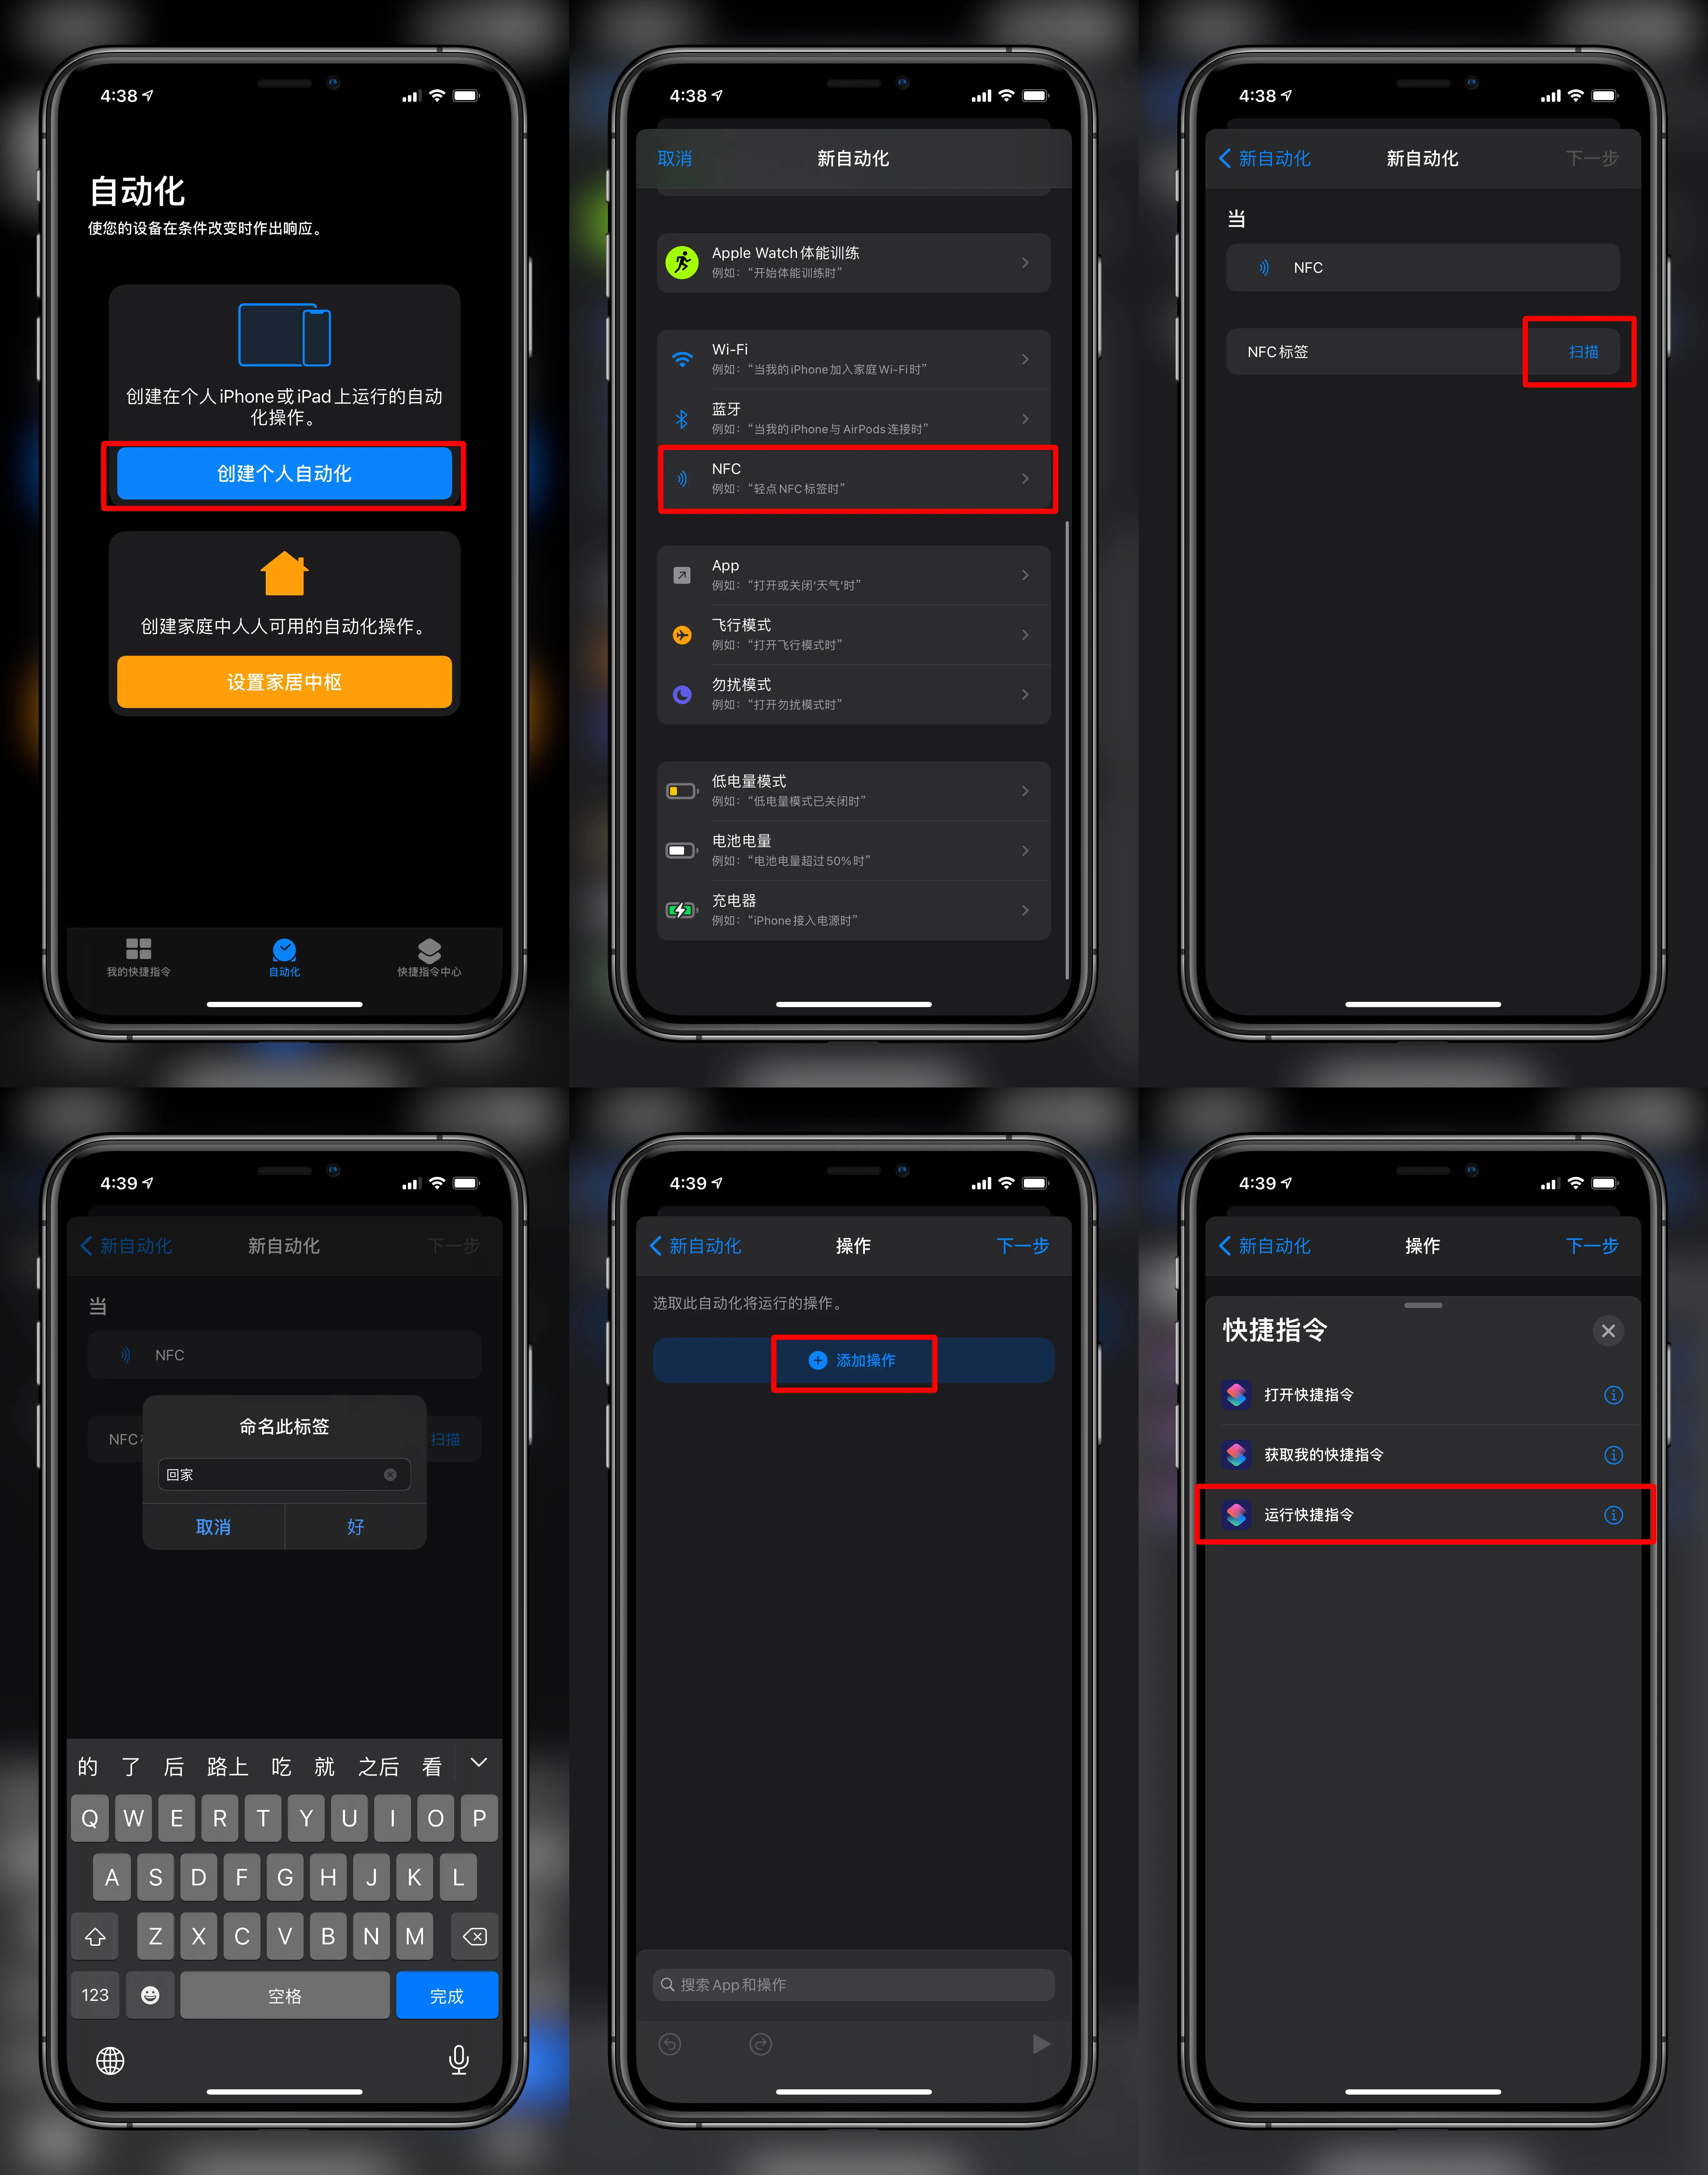 4:38
自动化
使您的设备在条件改变时作出响应。
创建在个人iPhone或iPad上运行的自动
化操作。
创建个人自动化
创建家庭中人人可用的自动化操作。
设置家居中枢
我的快捷指令
自动化
快捷指令中心
4:38
取消
新自动化
Apple Watch体能训练
例如：“开始体能训练时”
Wi-Fi
例如：“当我的iPhone加入家庭Wi-Fi时”
蓝牙
例如：“当我的iPhone与AirPods连接时”
NFC
例如：“轻点NFC标签时”
App
例如：“打开或关闭‘天气’时”
飞行模式
例如：“打开飞行模式时”
勿扰模式
例如：“打开勿扰模式时”
低电量模式
例如：“低电量模式已关闭时”
电池电量
例如：“电池电量超过50%时”
充电器
例如：“iPhone接入电源时”
4:38
新自动化
新自动化
下一步
当
NFC
NFC标签
扫描
4:39
新自动化
新自动化
下一步
当
NFC
NFC
扫描
命名此标签
回家
取消
好
的 了 后 路上 吃 就 之后 看
Q W E R T Y U I O P
A S D F G H J K L
Z X C V B N M
123
空格
完成
4:39
新自动化
操作
下一步
选取此自动化将运行的操作。
添加操作
搜索App和操作
4:39
新自动化
操作
下一步
快捷指令
打开快捷指令
获取我的快捷指令
运行快捷指令